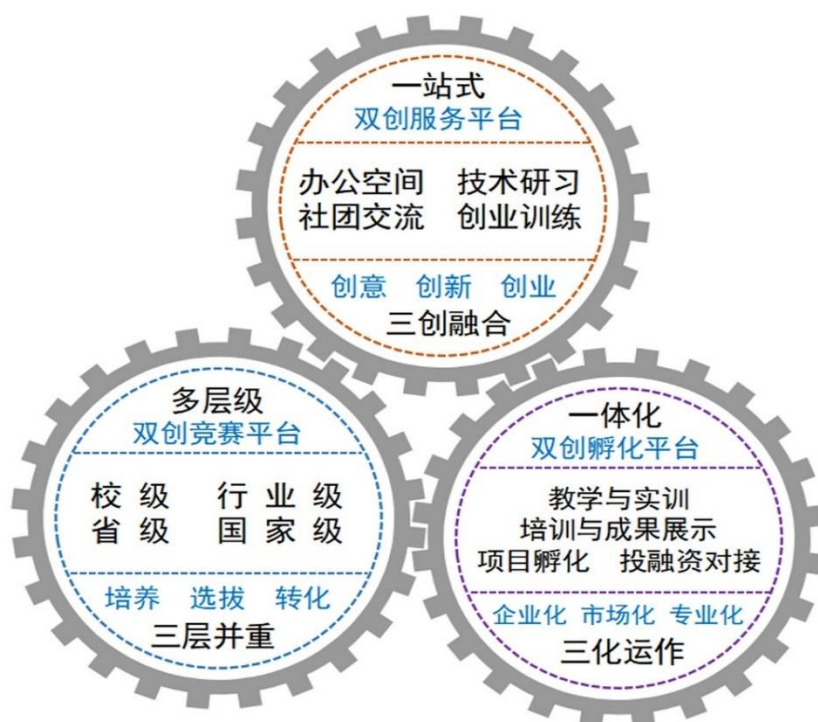 一站式
双创服务平台
办公空间 技术研习
社团交流 创业训练
创意 创新 创业
三创融合
多层级
双创竞赛平台
校 级 行 业 级
省 级 国 家 级
培养 选拔 转化
三层并重
一体化
双创孵化平台
教学与实训
培训与成果展示
项目孵化 投融资对接
企业化 市场化 专业化
三化运作